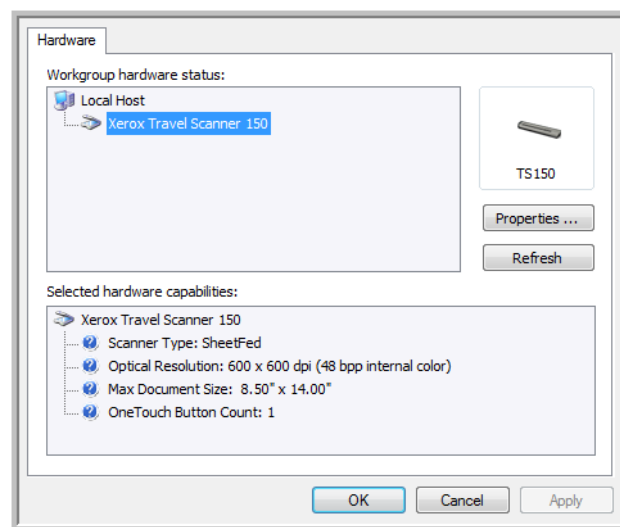 Hardware
Workgroup hardware status:
Local Host
Xerox Travel Scanner 150
TS150
Properties ...
Refresh
Selected hardware capabilities:
Xerox Travel Scanner 150
Scanner Type: SheetFed
Optical Resolution: 600 x 600 dpi (48 bpp internal color)
Max Document Size:  8.50" x 14.00"
OneTouch Button Count: 1
OK
Cancel
Apply